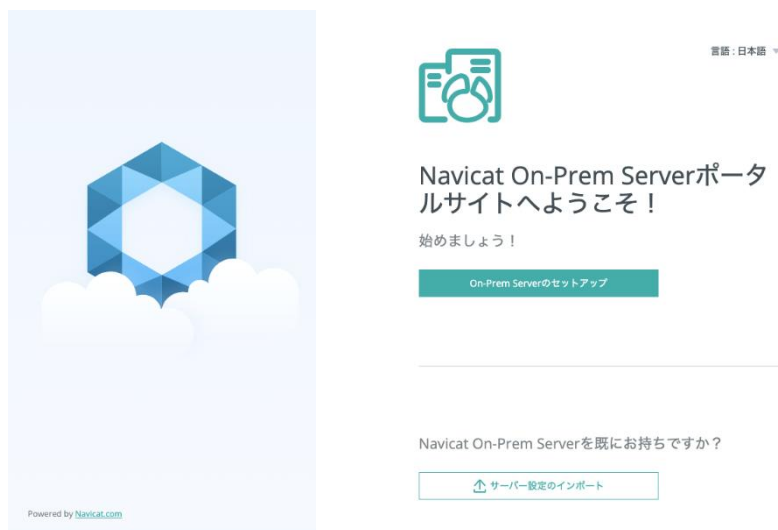 言語 : 日本語
Navicat On-Prem Serverポータ
ルサイトへようこそ！
始めましょう！
On-Prem Serverのセットアップ
Navicat On-Prem Serverを既にお持ちですか？
サーバー設定のインポート
Powered by Navicat.com